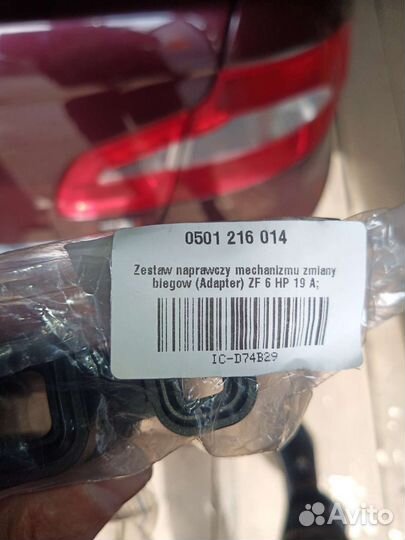 0501 216 014
Zestaw naprawczy mechanizmu zmiany
biegow (Adapter) ZF 6 HP 19 A;
IC-D74B29
Avito